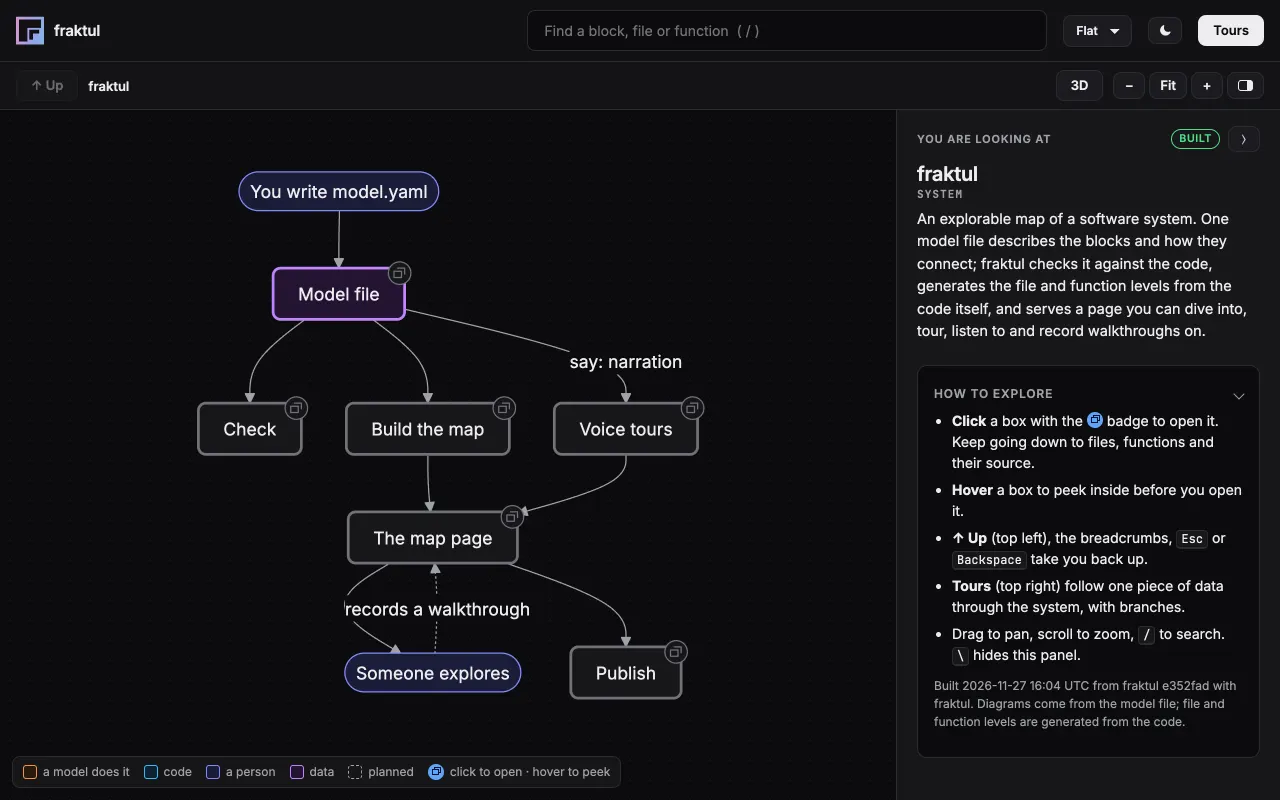 fraktul
Find a block, file or function ( / )
Flat
Tours
↑ Up
fraktul
3D
−
Fit
+
You write model.yaml
Model file
say: narration
Check
Build the map
Voice tours
The map page
records a walkthrough
Someone explores
Publish
a model does it
code
a person
data
planned
click to open · hover to peek
YOU ARE LOOKING AT
BUILT
fraktul
SYSTEM
An explorable map of a software system. One
model file describes the blocks and how they
connect; fraktul checks it against the code,
generates the file and function levels from the
code itself, and serves a page you can dive into,
tour, listen to and record walkthroughs on.
HOW TO EXPLORE
• Click a box with the badge to open it.
Keep going down to files, functions and
their source.
• Hover a box to peek inside before you open
it.
• ↑ Up (top left), the breadcrumbs, Esc or
Backspace take you back up.
• Tours (top right) follow one piece of data
through the system, with branches.
• Drag to pan, scroll to zoom, / to search.
\ hides this panel.
Built 2026-11-27 16:04 UTC from fraktul e352fad with
fraktul. Diagrams come from the model file; file and
function levels are generated from the code.